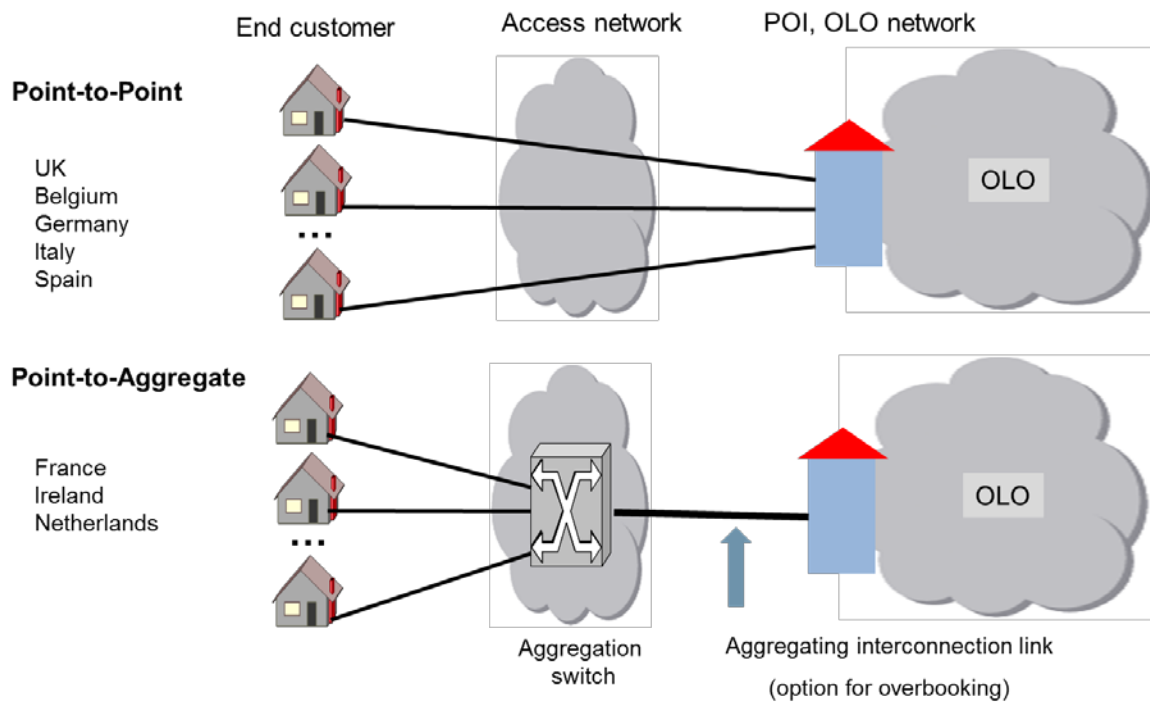 End customer
Access network
POI, OLO network
Point-to-Point
UK
Belgium
Germany
Italy
Spain
...
OLO
Point-to-Aggregate
France
Ireland
Netherlands
...
OLO
Aggregation
switch
Aggregating interconnection link
(option for overbooking)